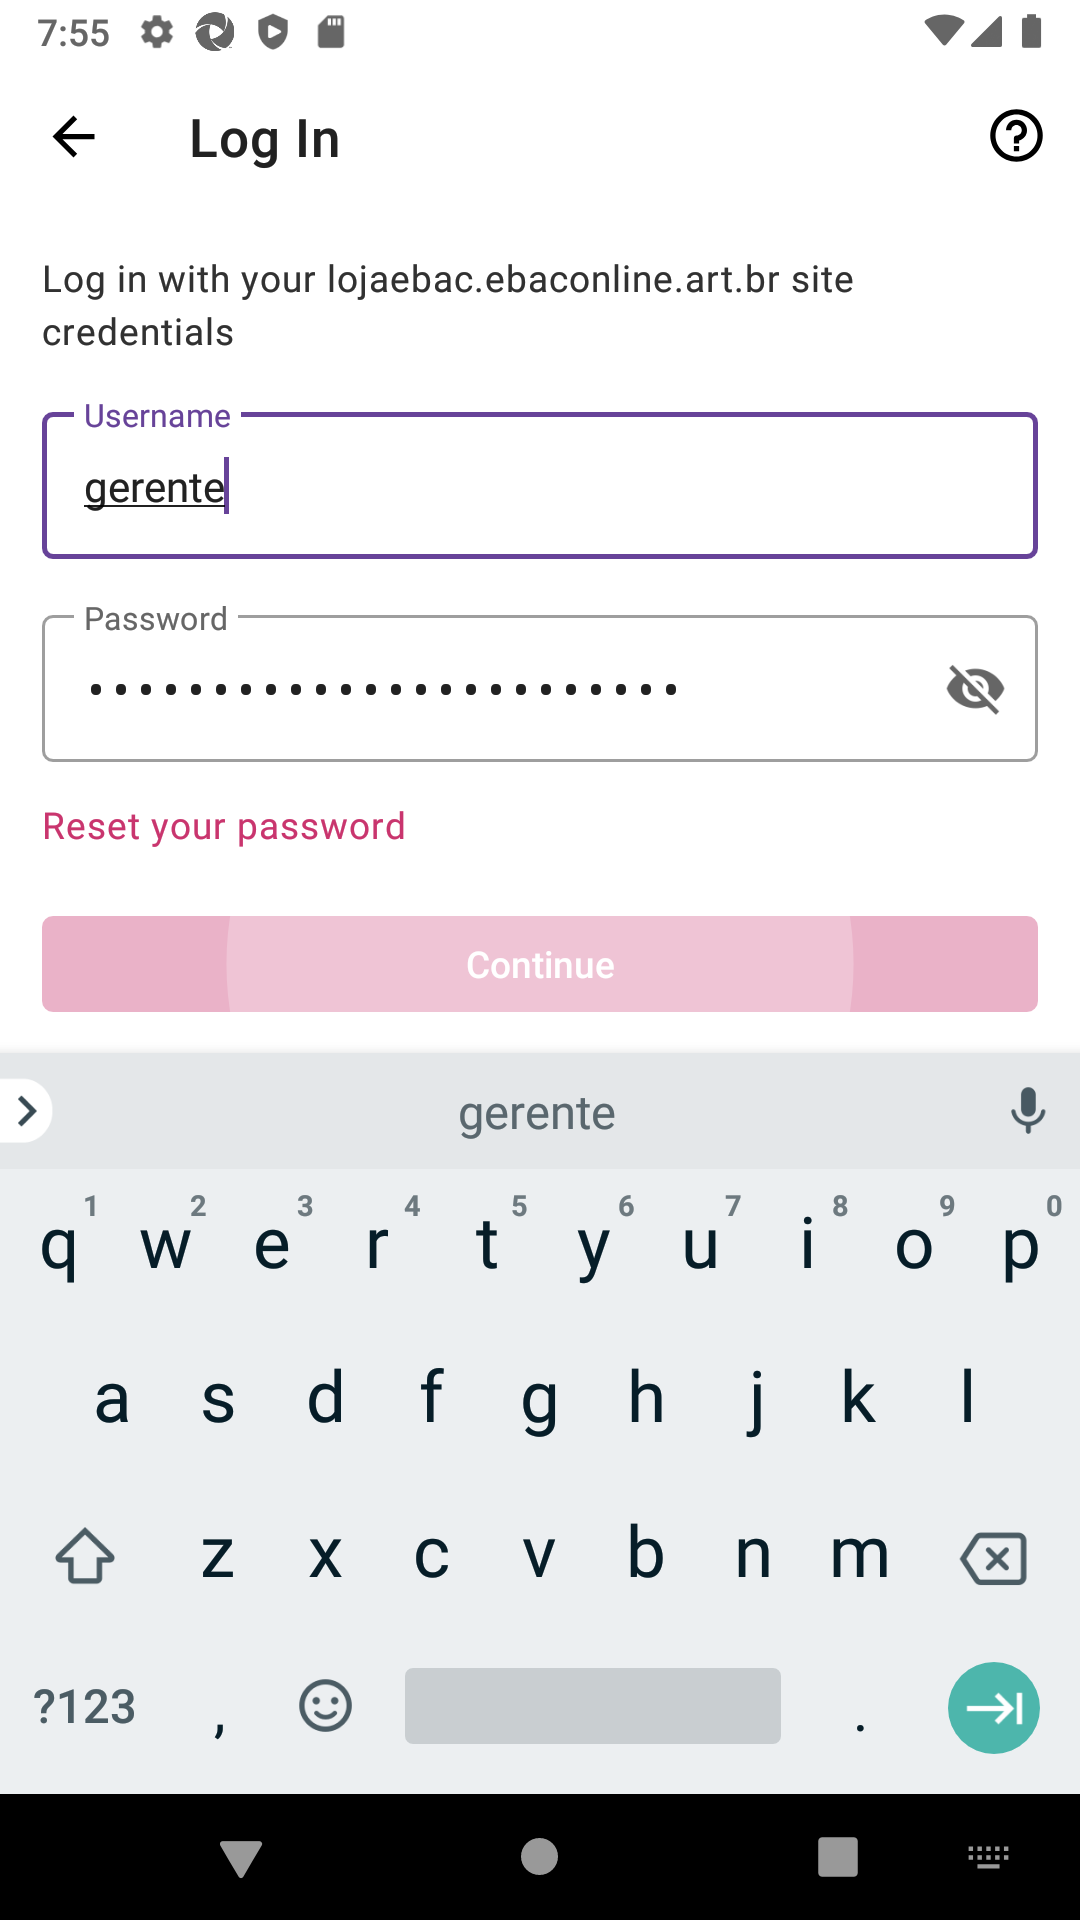 7:55
Log In
Log in with your lojaebac.ebaconline.art.br site
credentials
Username
gerente
Password
••••••••••••••••••••••••
Reset your password
Continue
gerente
1 2 3 4 5 6 7 8 9 0
q w e r t y u i o p
a s d f g h j k l
z x c v b n m
?123 , .